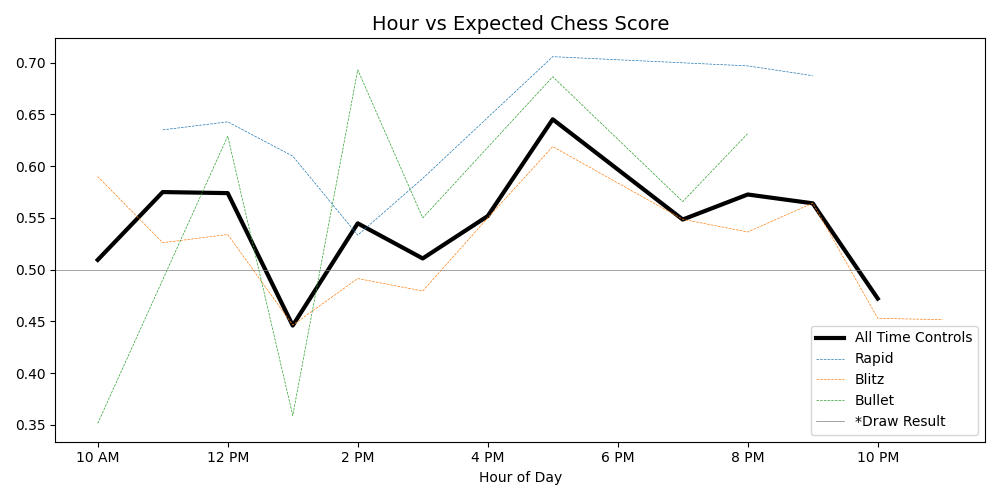 Hour vs Expected Chess Score
0.70
0.65
0.60
0.55
0.50
0.45
0.40
0.35
All Time Controls
Rapid
Blitz
Bullet
*Draw Result
10 AM 12 PM 2 PM 4 PM 6 PM 8 PM 10 PM
Hour of Day